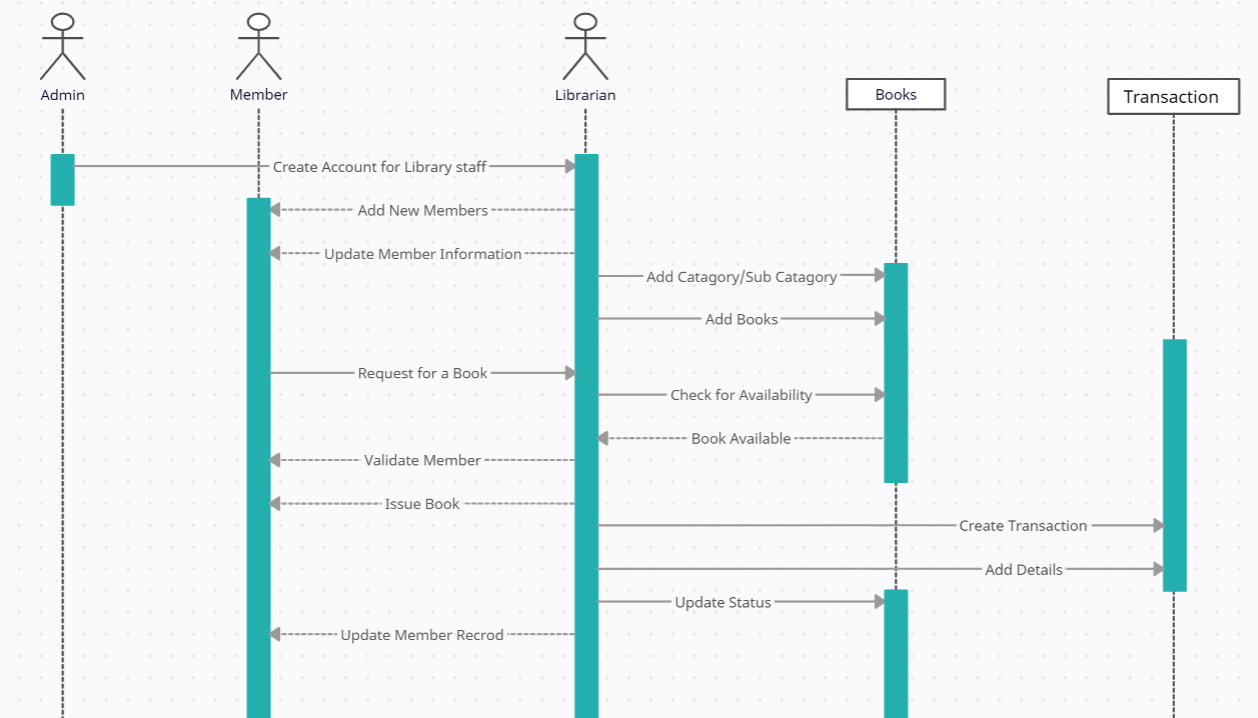 Admin
Member
Librarian
Books
Transaction
Create Account for Library staff
Add New Members
Update Member Information
Add Catagory/Sub Catagory
Add Books
Request for a Book
Check for Availability
Book Available
Validate Member
Issue Book
Create Transaction
Add Details
Update Status
Update Member Recrod